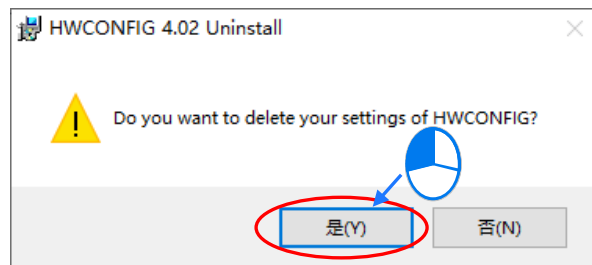 HWCONFIG 4.02 Uninstall
Do you want to delete your settings of HWCONFIG?
是(Y)
否(N)